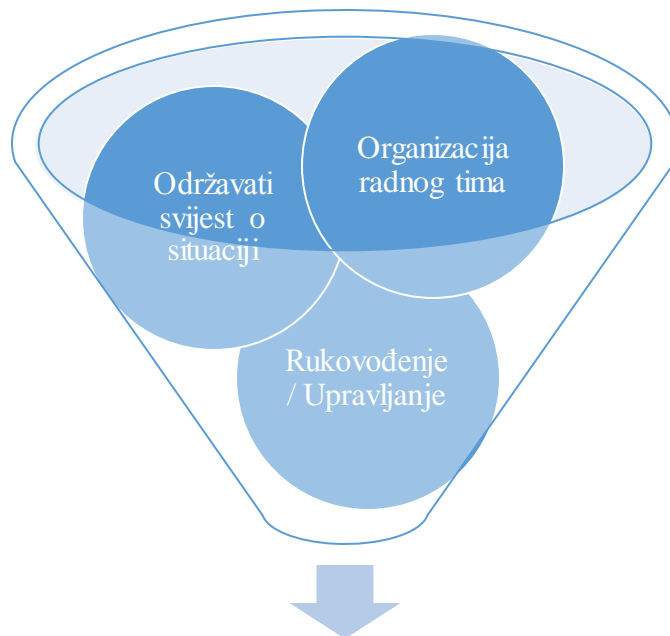 Organizacija
radnog tima
Održavati
svijest o
situaciji
Rukovođenje
/ Upravljanje